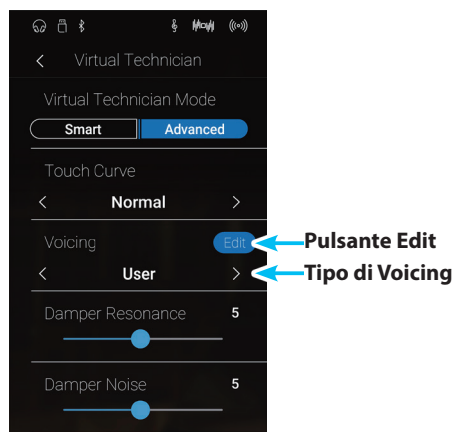 Virtual Technician
Virtual Technician Mode
Smart Advanced
Touch Curve
Normal
Voicing Edit Pulsante Edit
User Tipo di Voicing
Damper Resonance 5
Damper Noise 5